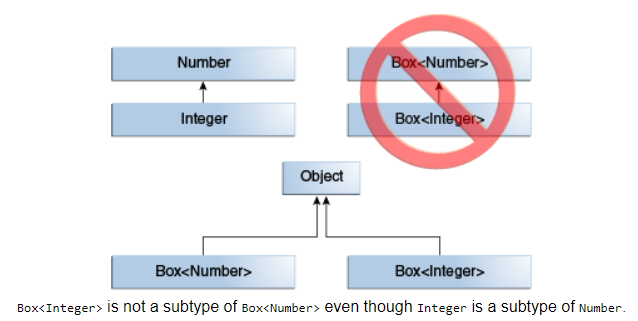 Number
Box<Number>
Integer
Box<Integer>
Object
Box<Number>
Box<Integer>
Box<Integer> is not a subtype of Box<Number> even though Integer is a subtype of Number.